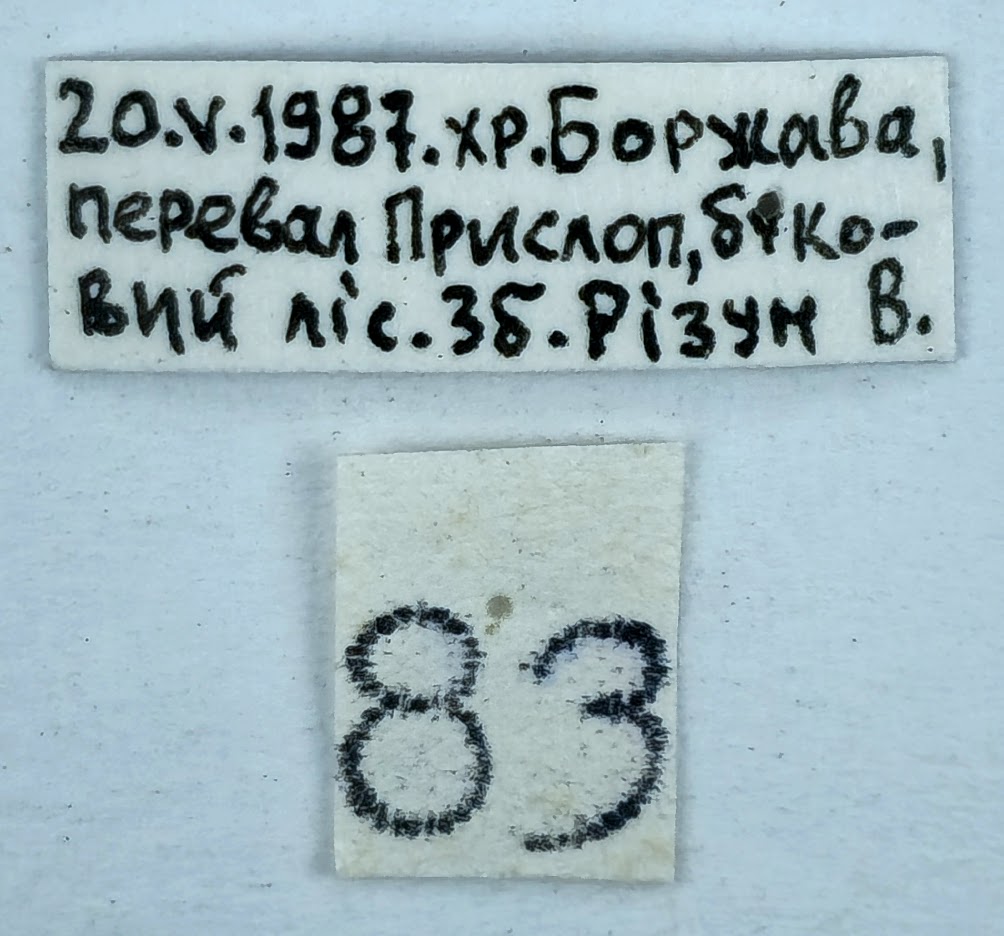 20.V.1987. хр. Боржава,
перевал Прислоп, буко-
вий ліс. Зб. Різун В.
83